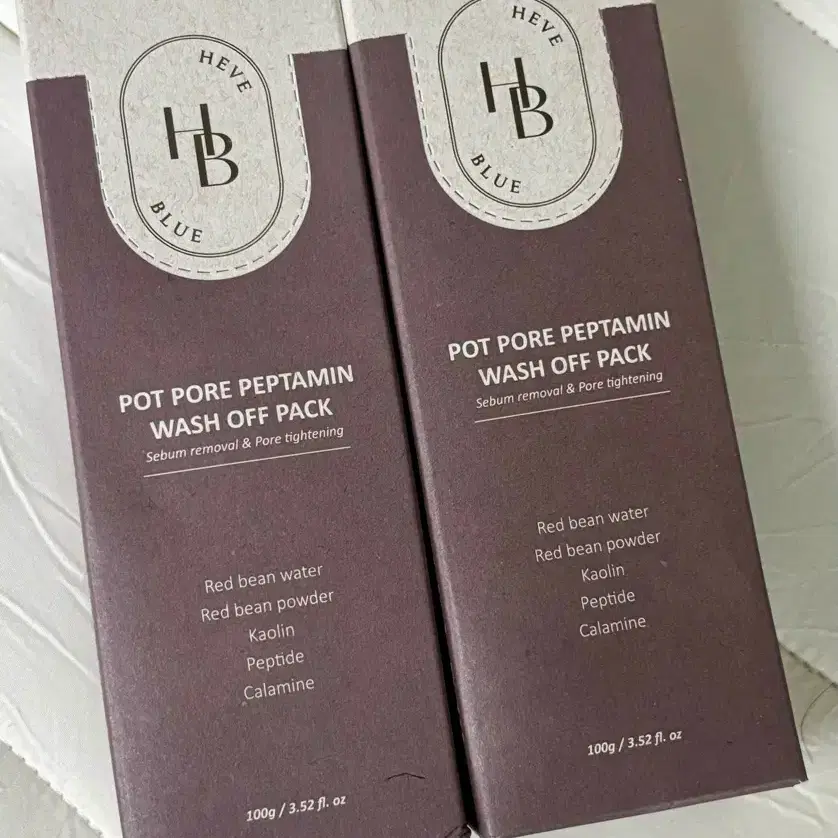 HEVE
HB
BLUE
POT PORE PEPTAMIN
WASH OFF PACK
Sebum removal & Pore tightening
Red bean water
Red bean powder
Kaolin
Peptide
Calamine
100g / 3.52 fl. oz
HEVE
HB
BLUE
POT PORE PEPTAMIN
WASH OFF PACK
Sebum removal & Pore tightening
Red bean water
Red bean powder
Kaolin
Peptide
Calamine
100g / 3.52 fl. oz